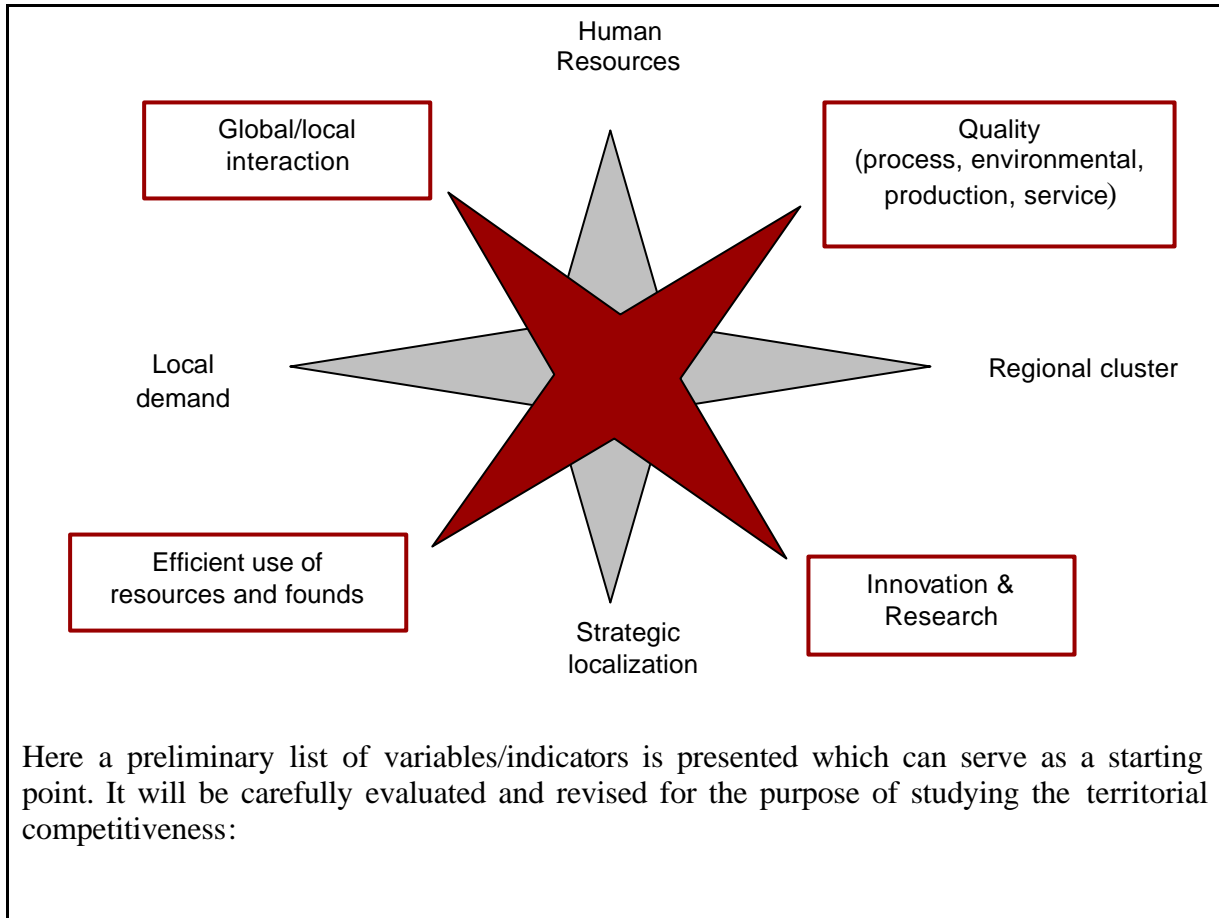 Human
Resources
Global/local
interaction
Quality
(process, environmental,
production, service)
Local
demand
Regional cluster
Efficient use of
resources and founds
Innovation &
Research
Strategic
localization
Here a preliminary list of variables/indicators is presented which can serve as a starting
point. It will be carefully evaluated and revised for the purpose of studying the territorial
competitiveness: